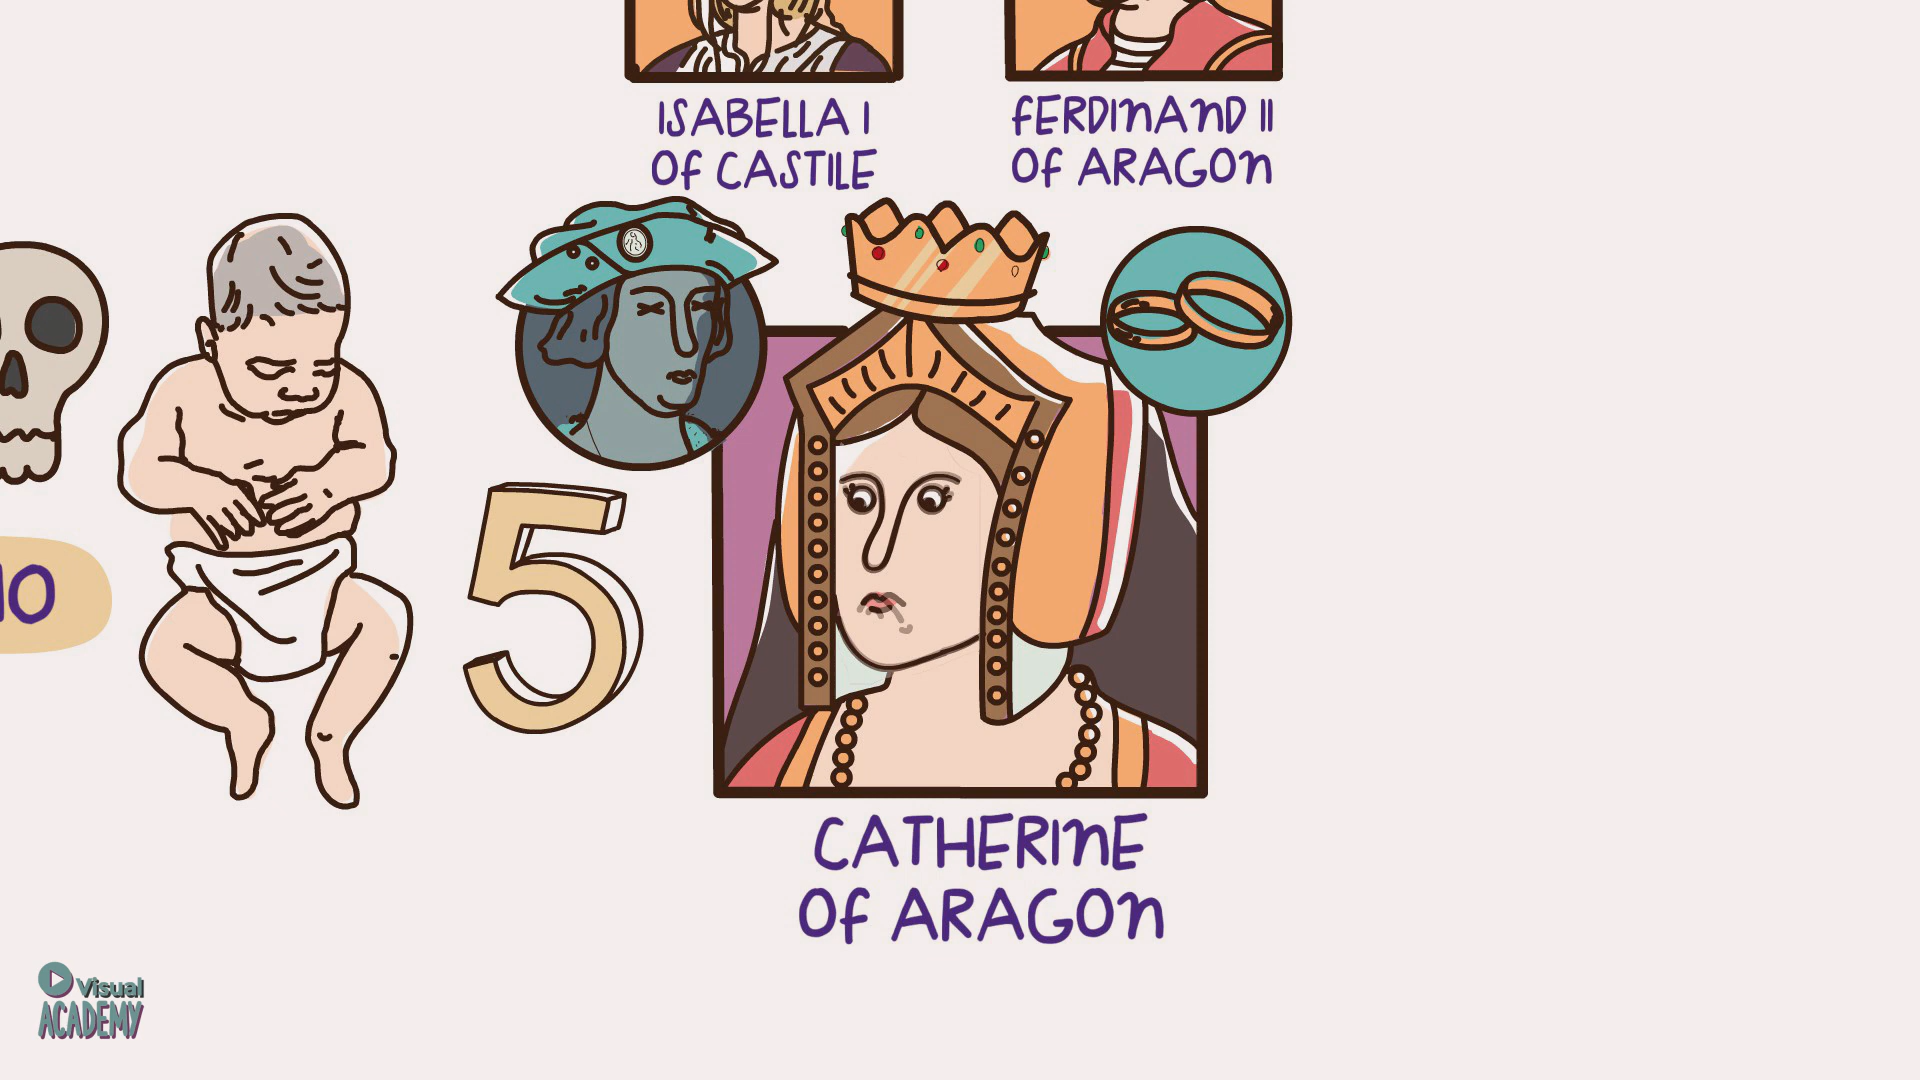 ISABELLA I
OF CASTILE
FERDINAND II
OF ARAGON
5
CATHERINE
OF ARAGON
Visual
ACADEMY